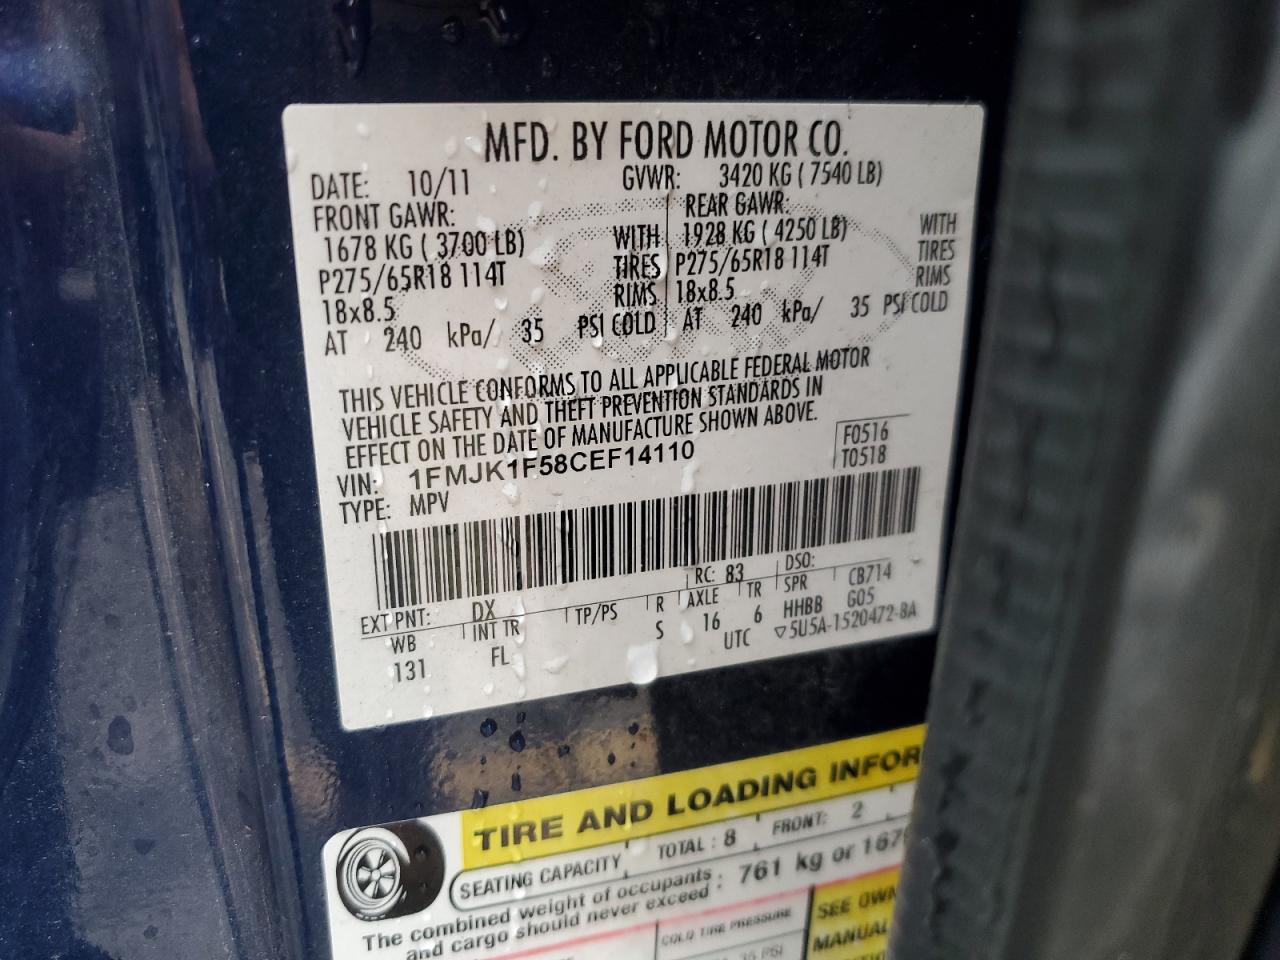 MFD. BY FORD MOTOR CO.
DATE: 10/11 GVWR: 3420 KG ( 7540 LB)
FRONT GAWR: REAR GAWR:
1678 KG ( 3700 LB) WITH 1928 KG ( 4250 LB) WITH
P275/65R18 114T TIRES P275/65R18 114T TIRES
18x8.5 RIMS 18x8.5 RIMS
AT 240 kPa/ 35 PSI COLD AT 240 kPa/ 35 PSI COLD
THIS VEHICLE CONFORMS TO ALL APPLICABLE FEDERAL MOTOR
VEHICLE SAFETY AND THEFT PREVENTION STANDARDS IN
EFFECT ON THE DATE OF MANUFACTURE SHOWN ABOVE.
VIN: 1FMJK1F58CEF14110 F0516
TYPE: MPV T0518
EXT PNT: DX RC: 83 DSO:
WB INT TR TP/PS R AXLE TR SPR CB714
131 FL S 16 6 HHBB G05
UTC ▽5U5A-1520472-BA
TIRE AND LOADING INFOR
SEATING CAPACITY TOTAL : 8 FRONT: 2
The combined weight of occupants : 761 kg or 167
and cargo should never exceed
COLD TIRE PRESSURE SEE OWN
35 PSI MANUAL